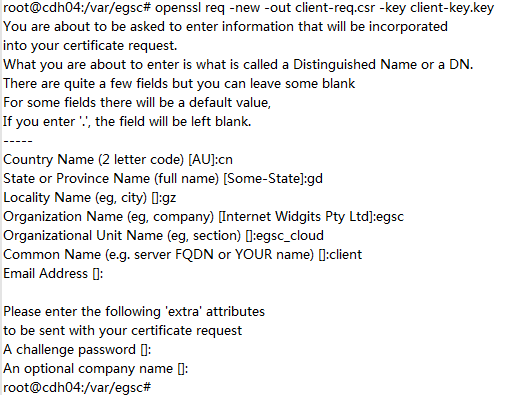 root@cdh04:/var/egsc# openssl req -new -out client-req.csr -key client-key.key
You are about to be asked to enter information that will be incorporated
into your certificate request.
What you are about to enter is what is called a Distinguished Name or a DN.
There are quite a few fields but you can leave some blank
For some fields there will be a default value,
If you enter '.', the field will be left blank.
-----
Country Name (2 letter code) [AU]:cn
State or Province Name (full name) [Some-State]:gd
Locality Name (eg, city) []:gz
Organization Name (eg, company) [Internet Widgits Pty Ltd]:egsc
Organizational Unit Name (eg, section) []:egsc_cloud
Common Name (e.g. server FQDN or YOUR name) []:client
Email Address []:

Please enter the following 'extra' attributes
to be sent with your certificate request
A challenge password []:
An optional company name []:
root@cdh04:/var/egsc#